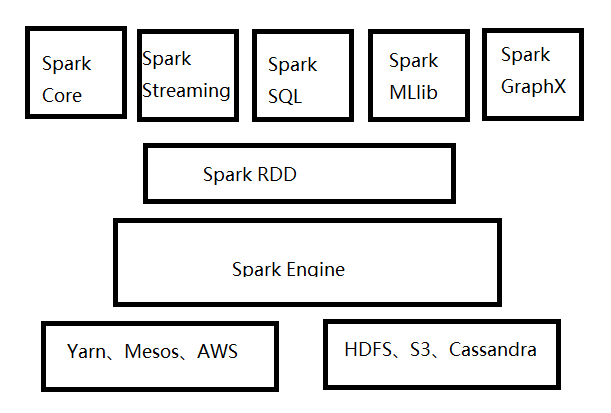 Spark
Core
Spark
Streaming
Spark
SQL
Spark
MLlib
Spark
GraphX
Spark RDD
Spark Engine
Yarn、Mesos、AWS
HDFS、S3、Cassandra